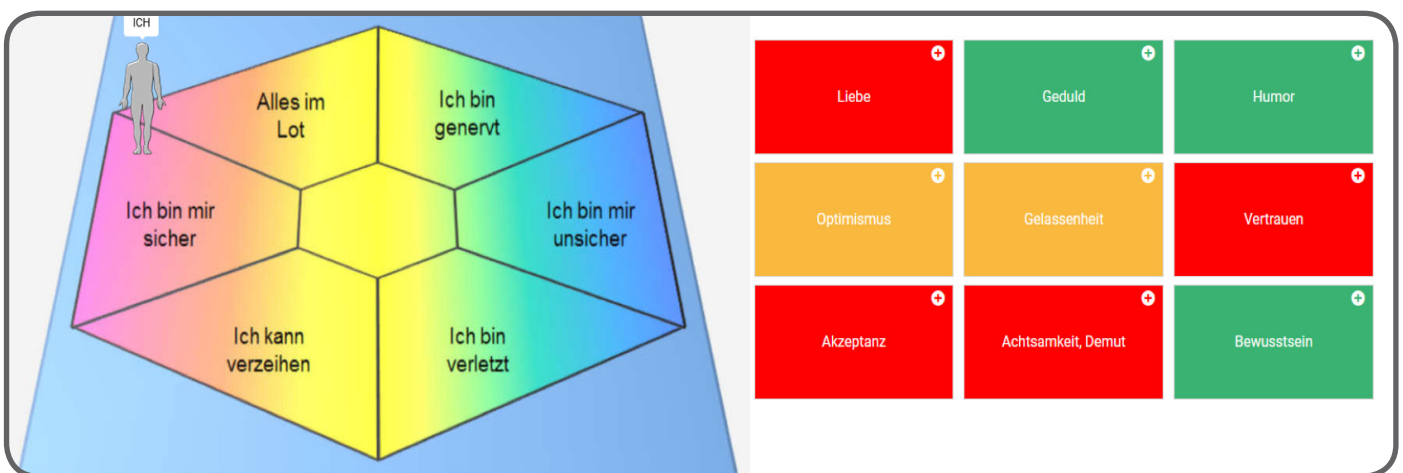 ICH
Alles im
Lot
Ich bin
genervt
Ich bin mir
sicher
Ich bin mir
unsicher
Ich kann
verzeihen
Ich bin
verletzt
Liebe
Geduld
Humor
Optimismus
Gelassenheit
Vertrauen
Akzeptanz
Achtsamkeit, Demut
Bewusstsein